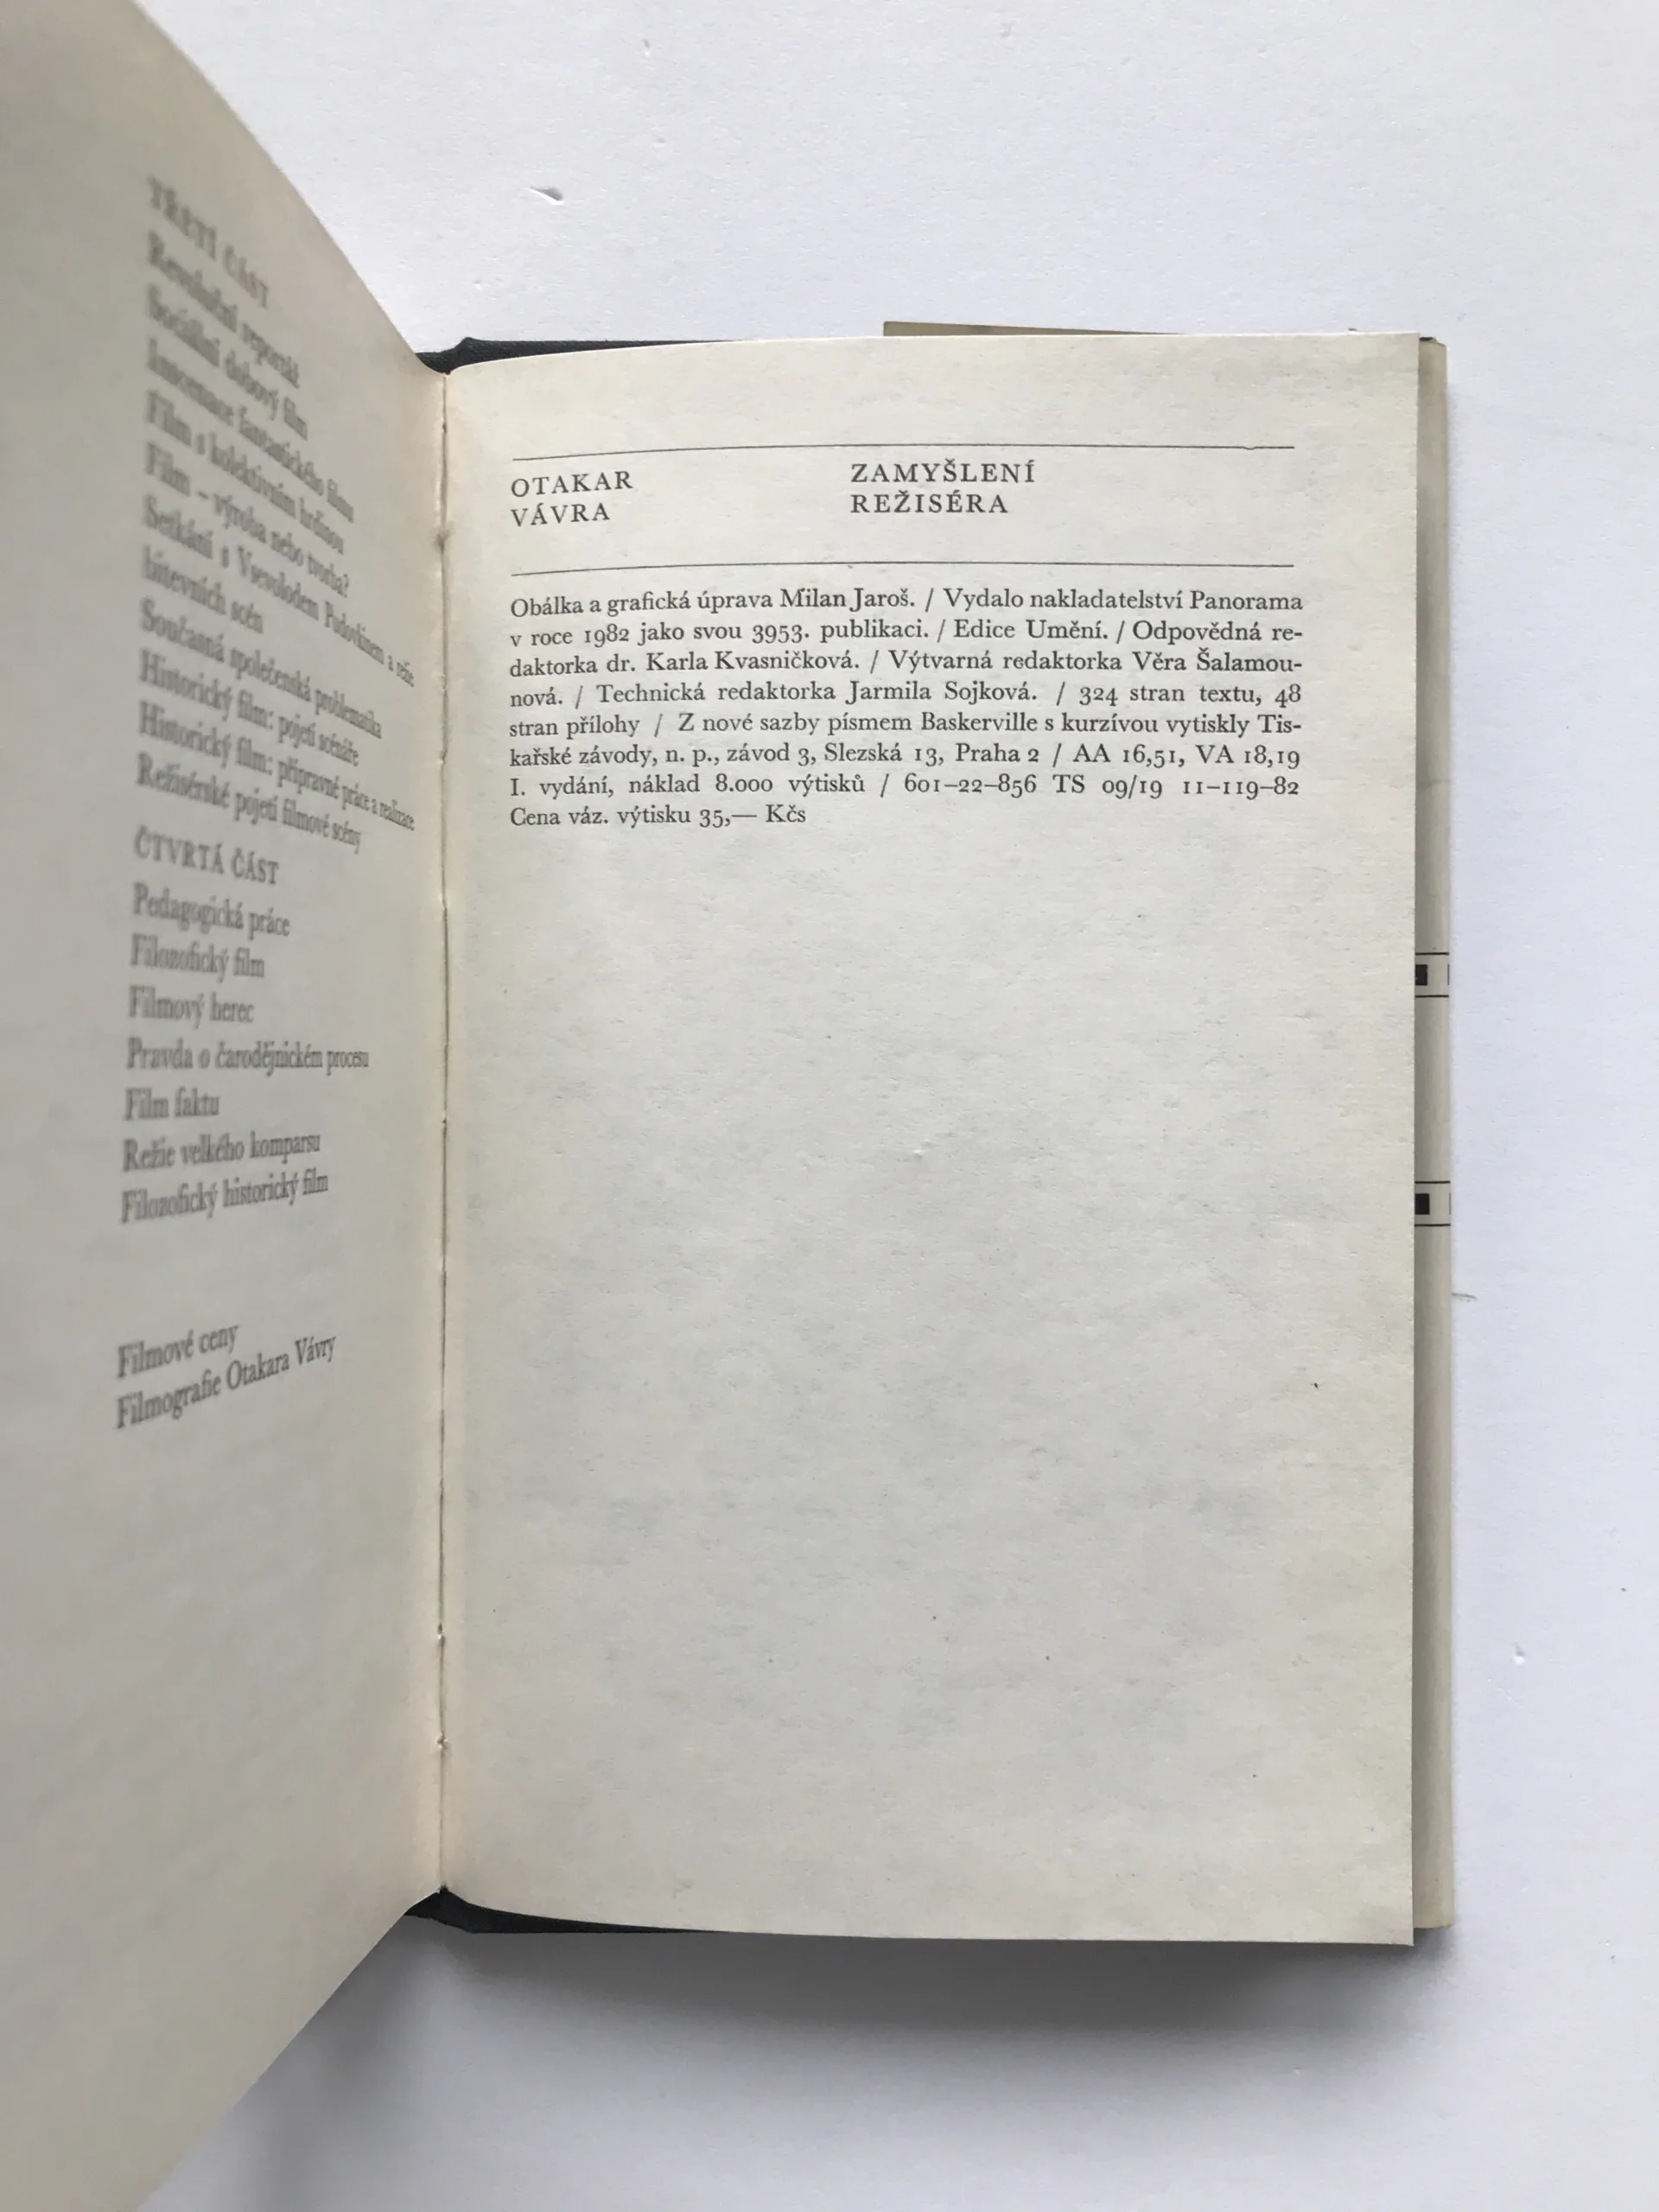 TŘETÍ ČÁST
Revoluční reportáž
Sociální dobový film
Inscenace fantastického filmu
Film s kolektivním hrdinou
Film – výroba nebo tvorba?
Setkání s Vsevolodem Pudovkinem a režie
bitevních scén
Současná společenská problematika
Historický film: pojetí scénáře
Historický film: přípravné práce a realizace
Režisérské pojetí filmové scény
ČTVRTÁ ČÁST
Pedagogická práce
Filozofický film
Filmový herec
Pravda o čarodějnickém procesu
Film faktu
Režie velkého komparsu
Filozofický historický film
Filmové ceny
Filmografie Otakara Vávry
OTAKAR
VÁVRA
ZAMYŠLENÍ
REŽISÉRA
Obálka a grafická úprava Milan Jaroš. / Vydalo nakladatelství Panorama
v roce 1982 jako svou 3953. publikaci. / Edice Umění. / Odpovědná re-
daktorka dr. Karla Kvasničková. / Výtvarná redaktorka Věra Šalamou-
nová. / Technická redaktorka Jarmila Sojková. / 324 stran textu, 48
stran přílohy / Z nové sazby písmem Baskerville s kurzívou vytiskly Tis-
kařské závody, n. p., závod 3, Slezská 13, Praha 2 / AA 16,51, VA 18,19
I. vydání, náklad 8.000 výtisků / 601–22–856 TS 09/19 11–119–82
Cena váz. výtisku 35,— Kčs